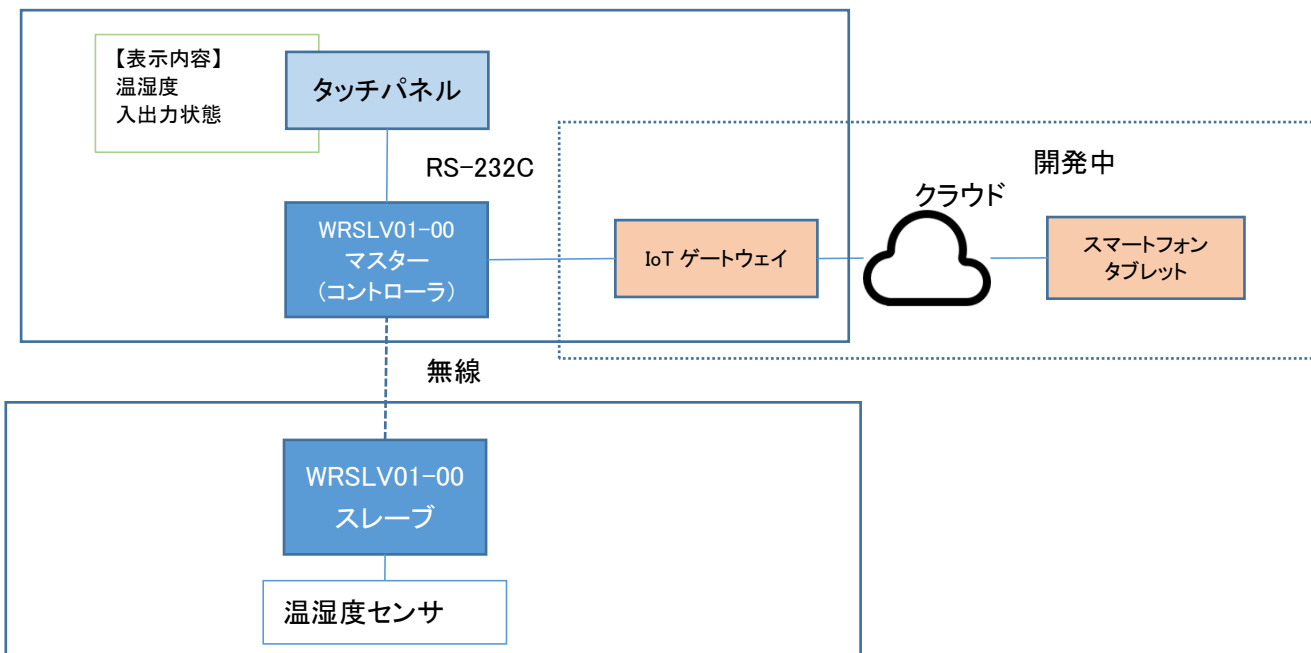 【表示内容】
温湿度
入出力状態
タッチパネル
RS-232C
開発中
クラウド
WRSLV01-00
マスター
(コントローラ)
IoT ゲートウェイ
スマートフォン
タブレット
無線
WRSLV01-00
スレーブ
温湿度センサ